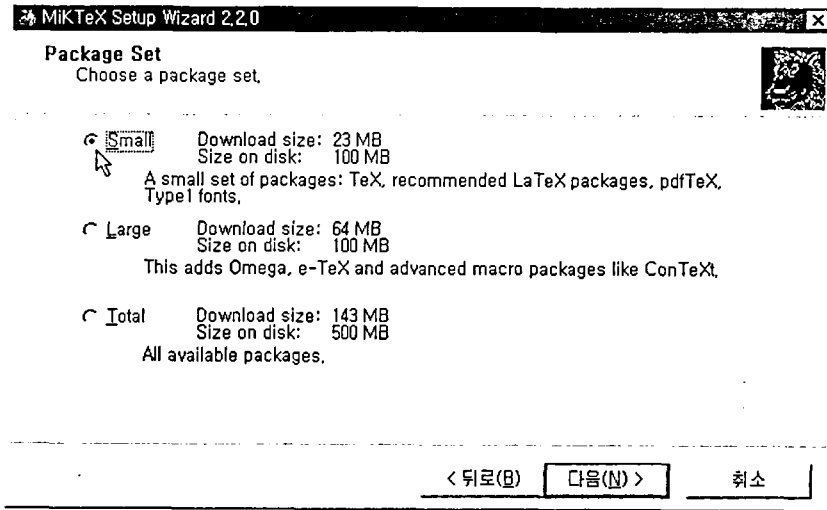 MiKTeX Setup Wizard 2,2,0
Package Set
Choose a package set,
Small Download size: 23 MB
Size on disk: 100 MB
A small set of packages: TeX, recommended LaTeX packages, pdfTeX,
Type1 fonts,
Large Download size: 64 MB
Size on disk: 100 MB
This adds Omega, e-TeX and advanced macro packages like ConTeXt,
Total Download size: 143 MB
Size on disk: 500 MB
All available packages,
< 뒤로(B) 다음(N) > 취소